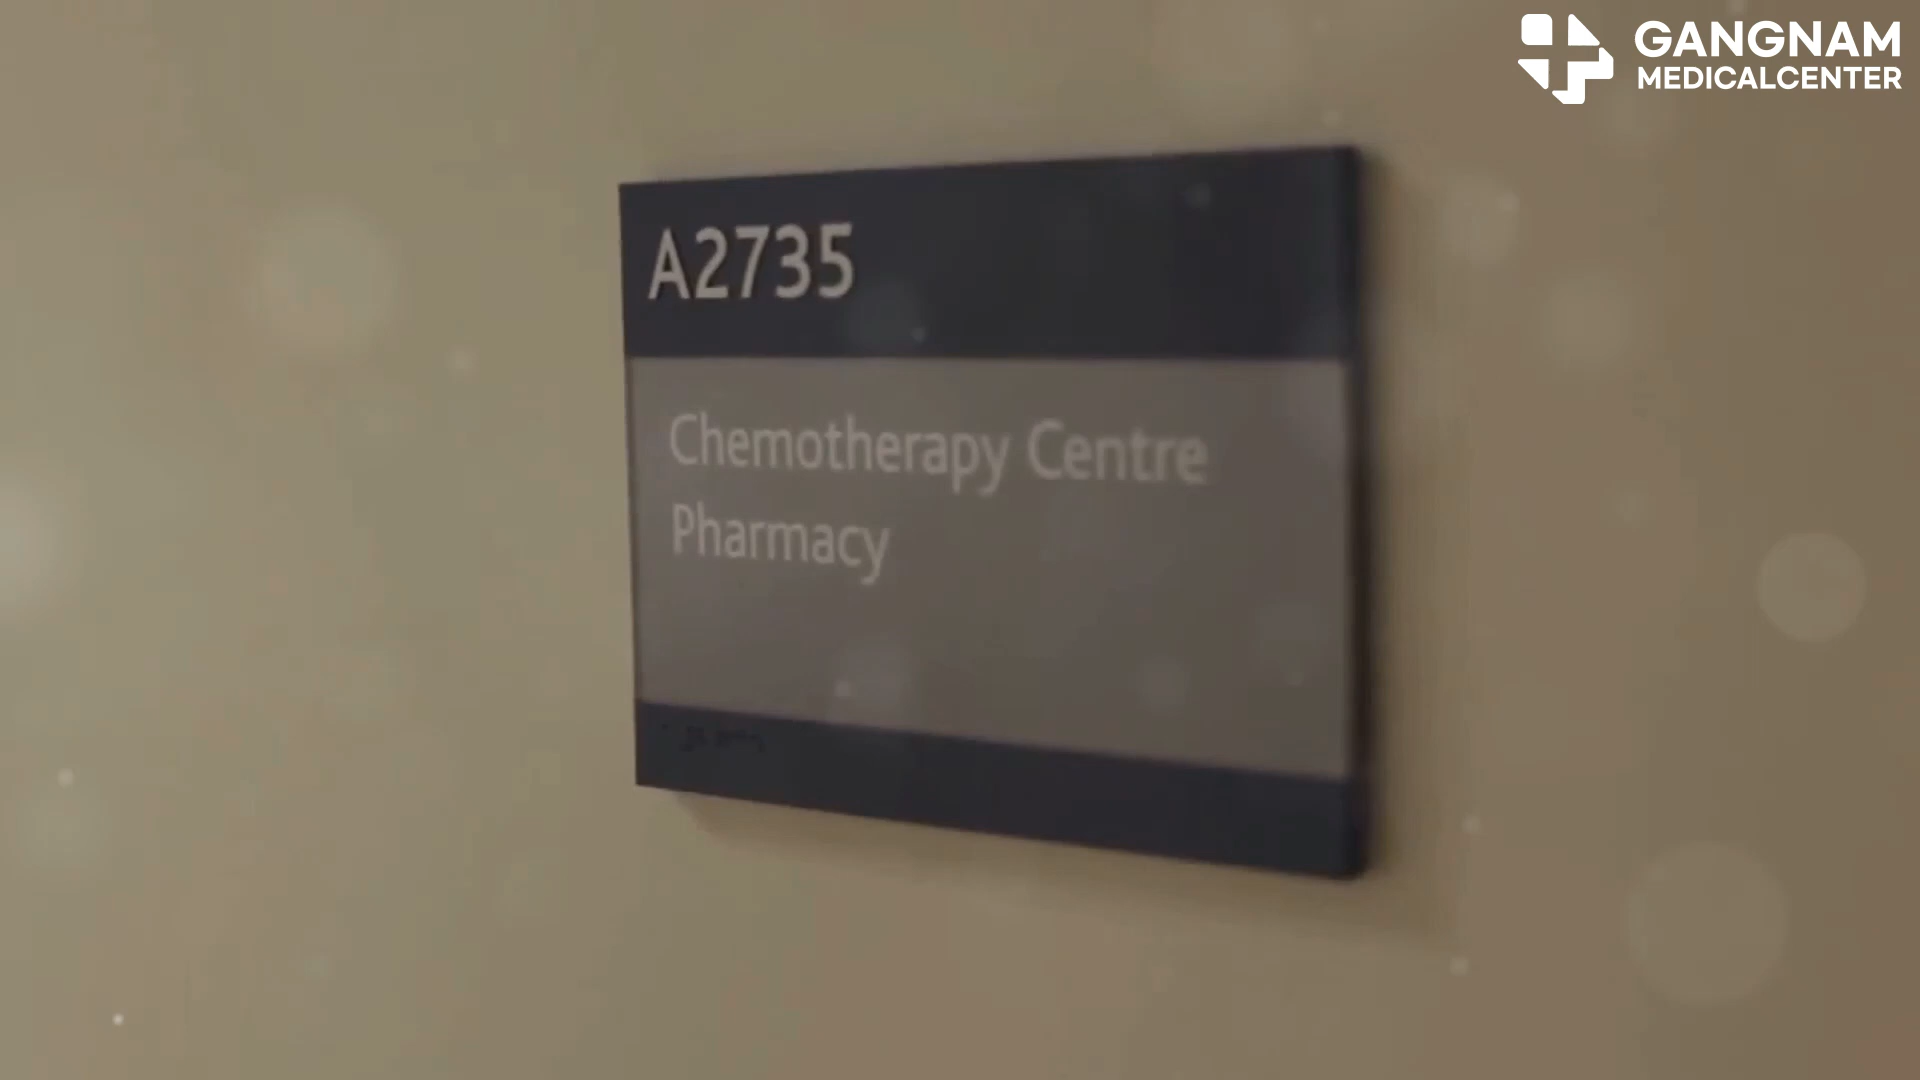 GANGNAM
MEDICALCENTER
A2735
Chemotherapy Centre
Pharmacy